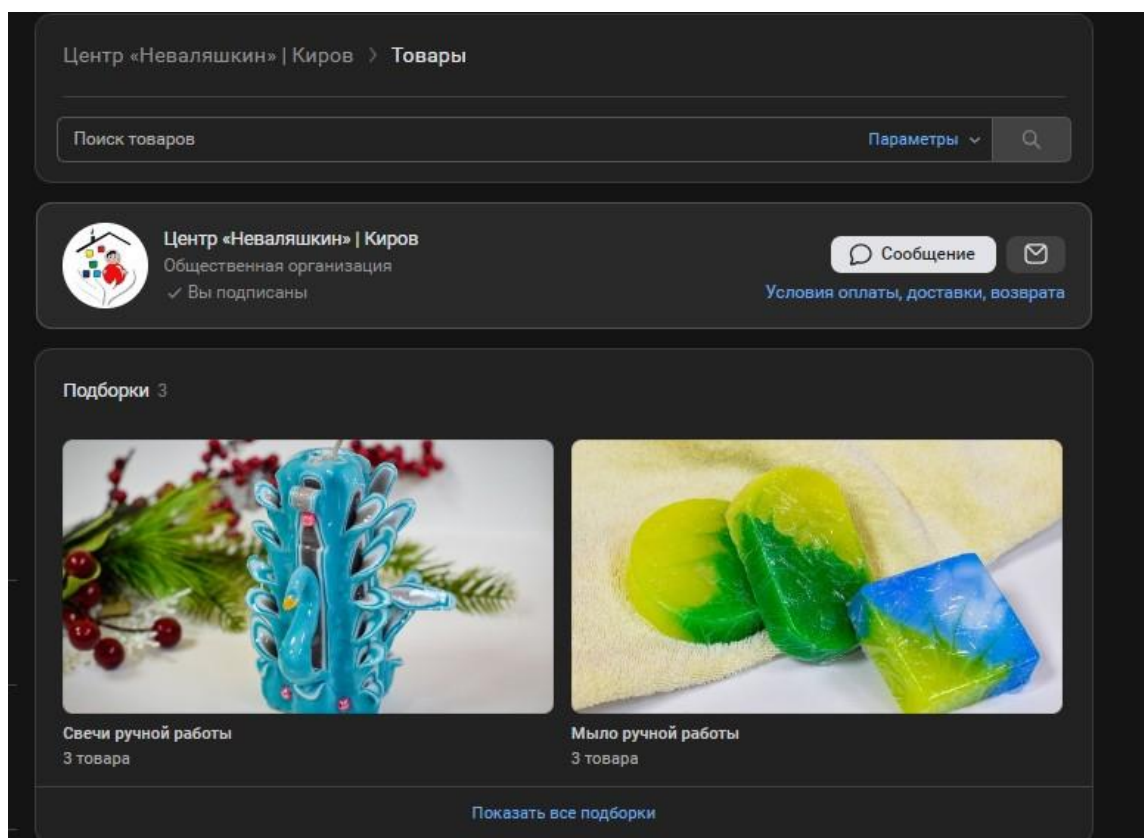 Центр «Неваляшкин» | Киров > Товары
Поиск товаров Параметры
Центр «Неваляшкин» | Киров
Общественная организация
Вы подписаны
Сообщение
Условия оплаты, доставки, возврата
Подборки 3
Свечи ручной работы
3 товара
Мыло ручной работы
3 товара
Показать все подборки